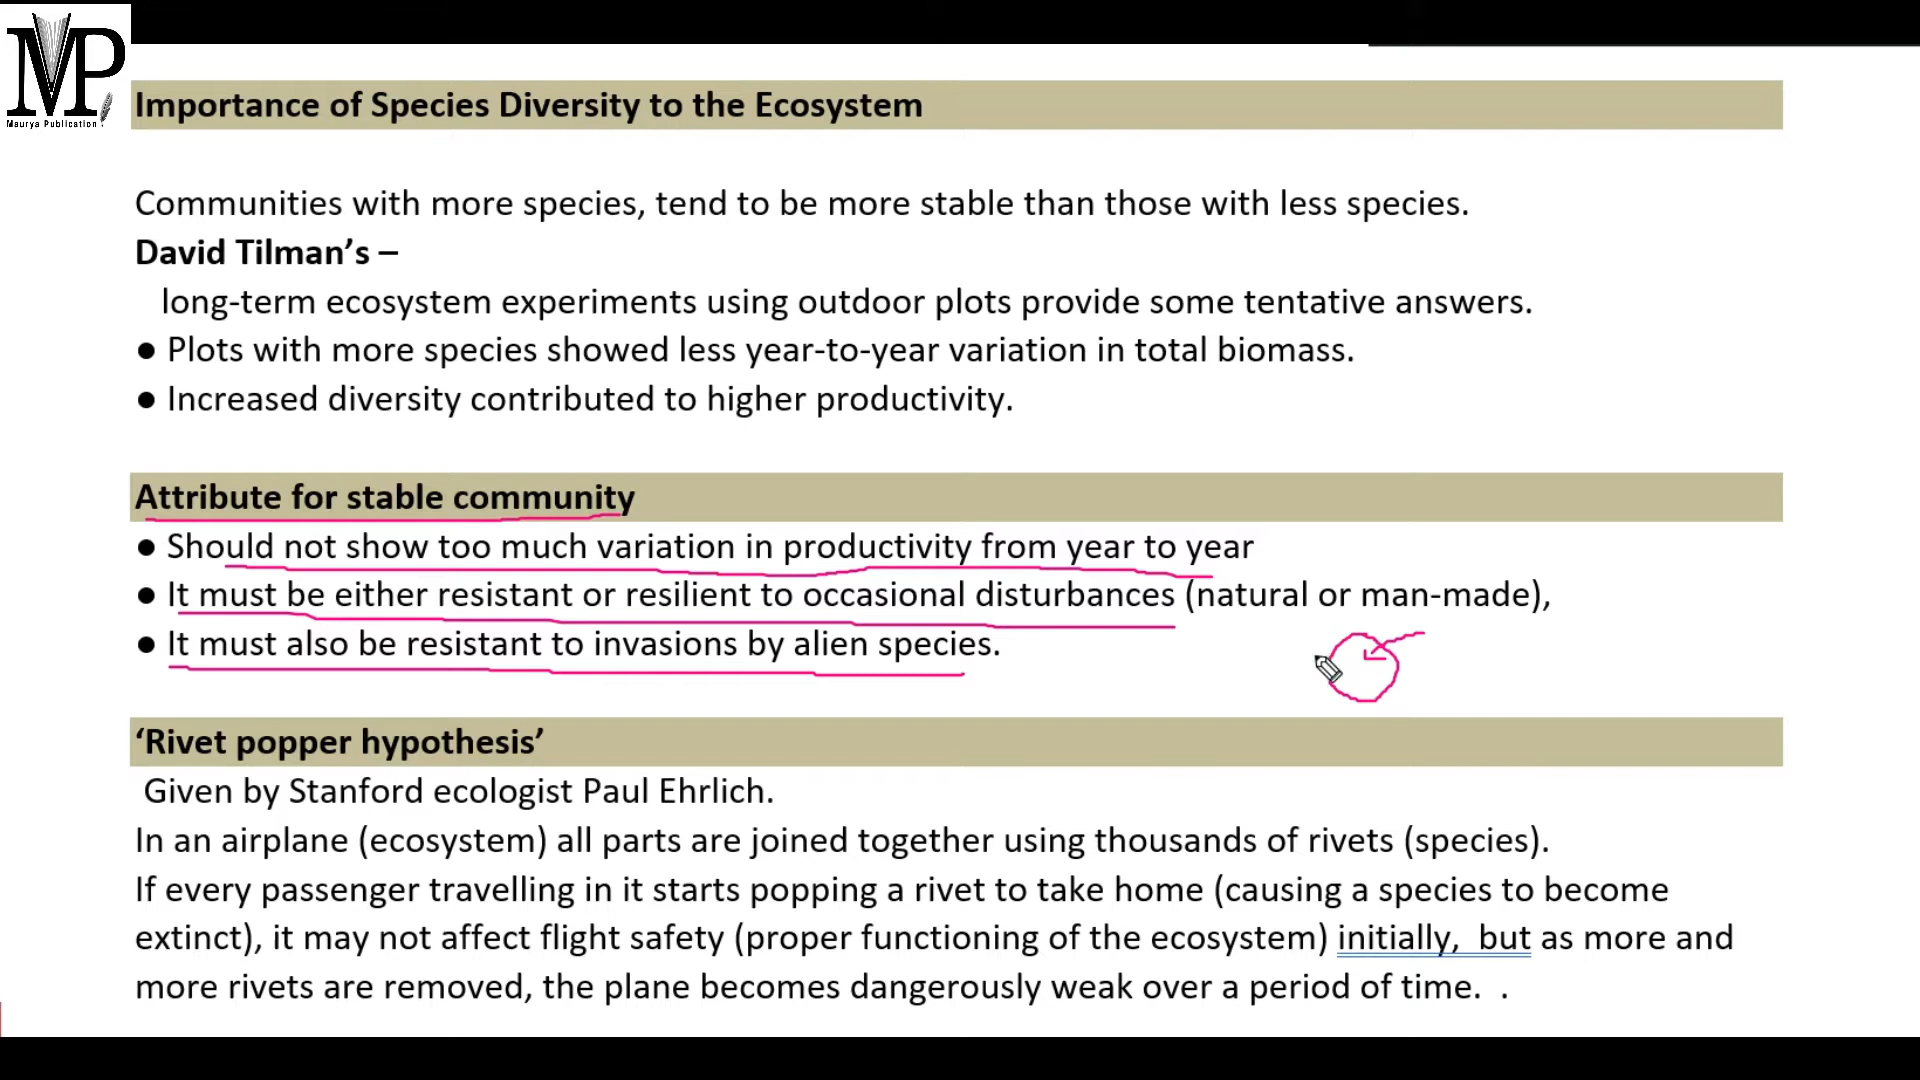 MP
Maurya Publication
Importance of Species Diversity to the Ecosystem
Communities with more species, tend to be more stable than those with less species.
David Tilman’s –
long-term ecosystem experiments using outdoor plots provide some tentative answers.
● Plots with more species showed less year-to-year variation in total biomass.
● Increased diversity contributed to higher productivity.
Attribute for stable community
● Should not show too much variation in productivity from year to year
● It must be either resistant or resilient to occasional disturbances (natural or man-made),
● It must also be resistant to invasions by alien species.
‘Rivet popper hypothesis’
Given by Stanford ecologist Paul Ehrlich.
In an airplane (ecosystem) all parts are joined together using thousands of rivets (species).
If every passenger travelling in it starts popping a rivet to take home (causing a species to become
extinct), it may not affect flight safety (proper functioning of the ecosystem) initially,  but as more and
more rivets are removed, the plane becomes dangerously weak over a period of time.  .